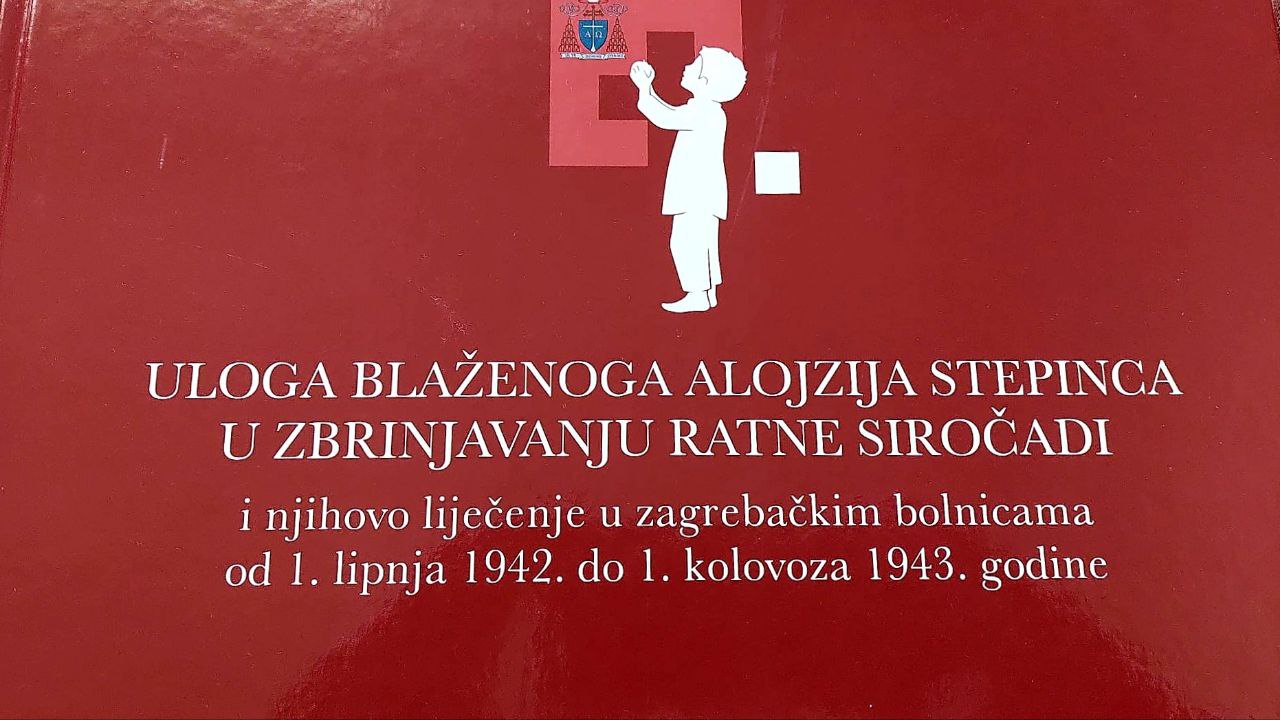 Α Ω
ULOGA BLAŽENOGA ALOJZIJA STEPINCA
U ZBRINJAVANJU RATNE SIROČADI
i njihovo liječenje u zagrebačkim bolnicama
od 1. lipnja 1942. do 1. kolovoza 1943. godine